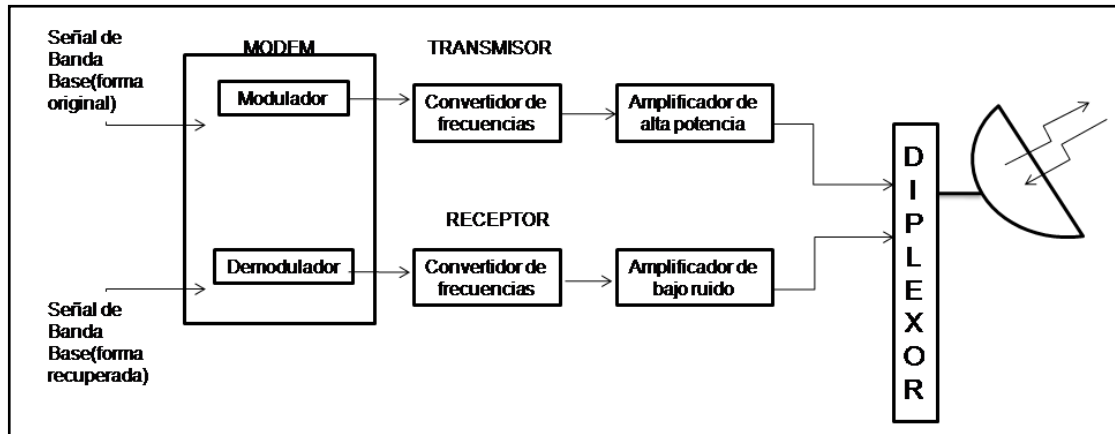 Señal de
Banda
Base(forma
original)
MODEM
Modulador
TRANSMISOR
Convertidor de
frecuencias
Amplificador de
alta potencia
D
I
P
L
E
X
O
R
RECEPTOR
Demodulador
Convertidor de
frecuencias
Amplificador de
bajo ruido
Señal de
Banda
Base(forma
recuperada)